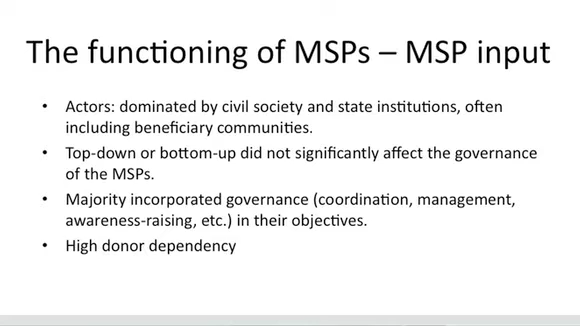 The functioning of MSPs – MSP input
• Actors: dominated by civil society and state institutions, often
including beneficiary communities.
• Top-down or bottom-up did not significantly affect the governance
of the MSPs.
• Majority incorporated governance (coordination, management,
awareness-raising, etc.) in their objectives.
• High donor dependency